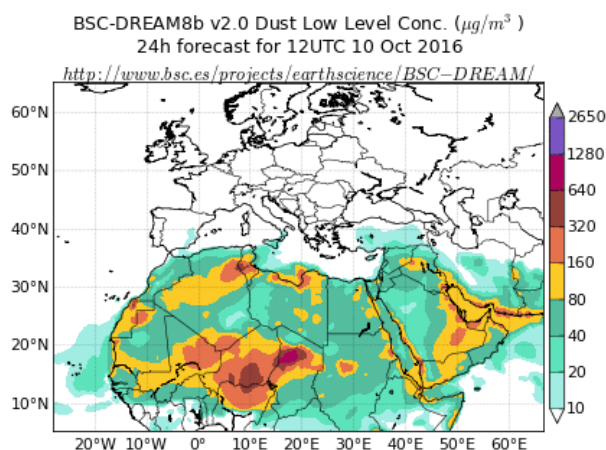 BSC-DREAM8b v2.0 Dust Low Level Conc. (μg/m³ )
24h forecast for 12UTC 10 Oct 2016
http://www.bsc.es/projects/earthscience/BSC−DREAM/
60°N
50°N
40°N
30°N
20°N
10°N
20°W 10°W 0° 10°E 20°E 30°E 40°E 50°E 60°E
2650
1280
640
320
160
80
40
20
10